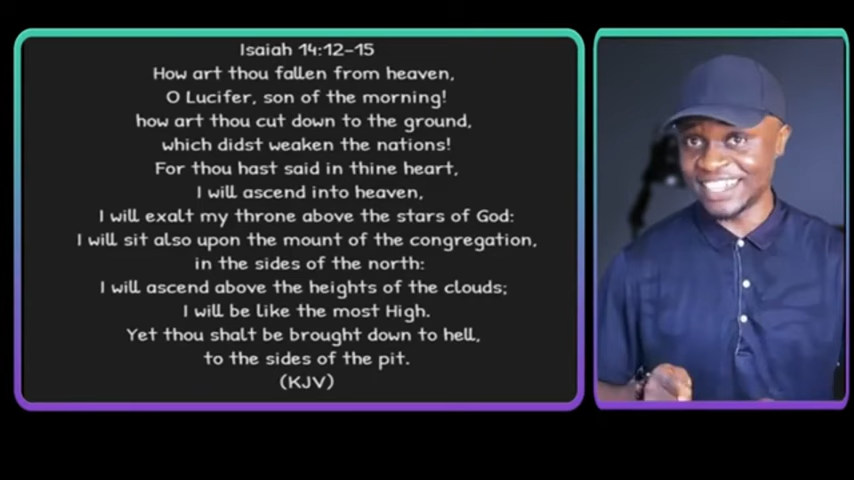 Isaiah 14:12-15
How art thou fallen from heaven,
O Lucifer, son of the morning!
how art thou cut down to the ground,
which didst weaken the nations!
For thou hast said in thine heart,
I will ascend into heaven,
I will exalt my throne above the stars of God:
I will sit also upon the mount of the congregation,
in the sides of the north:
I will ascend above the heights of the clouds;
I will be like the most High.
Yet thou shalt be brought down to hell,
to the sides of the pit.
(KJV)